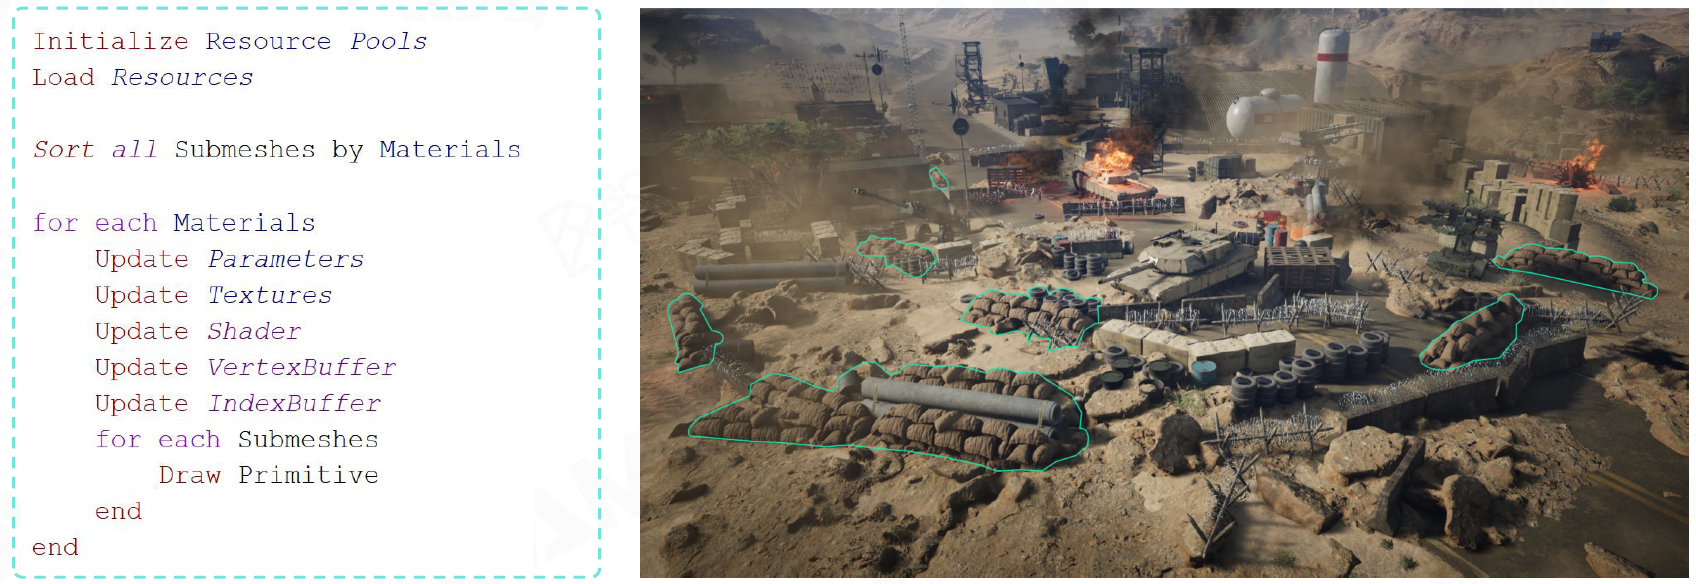 Initialize Resource Pools
Load Resources
Sort all Submeshes by Materials
for each Materials
Update Parameters
Update Textures
Update Shader
Update VertexBuffer
Update IndexBuffer
for each Submeshes
Draw Primitive
end
end